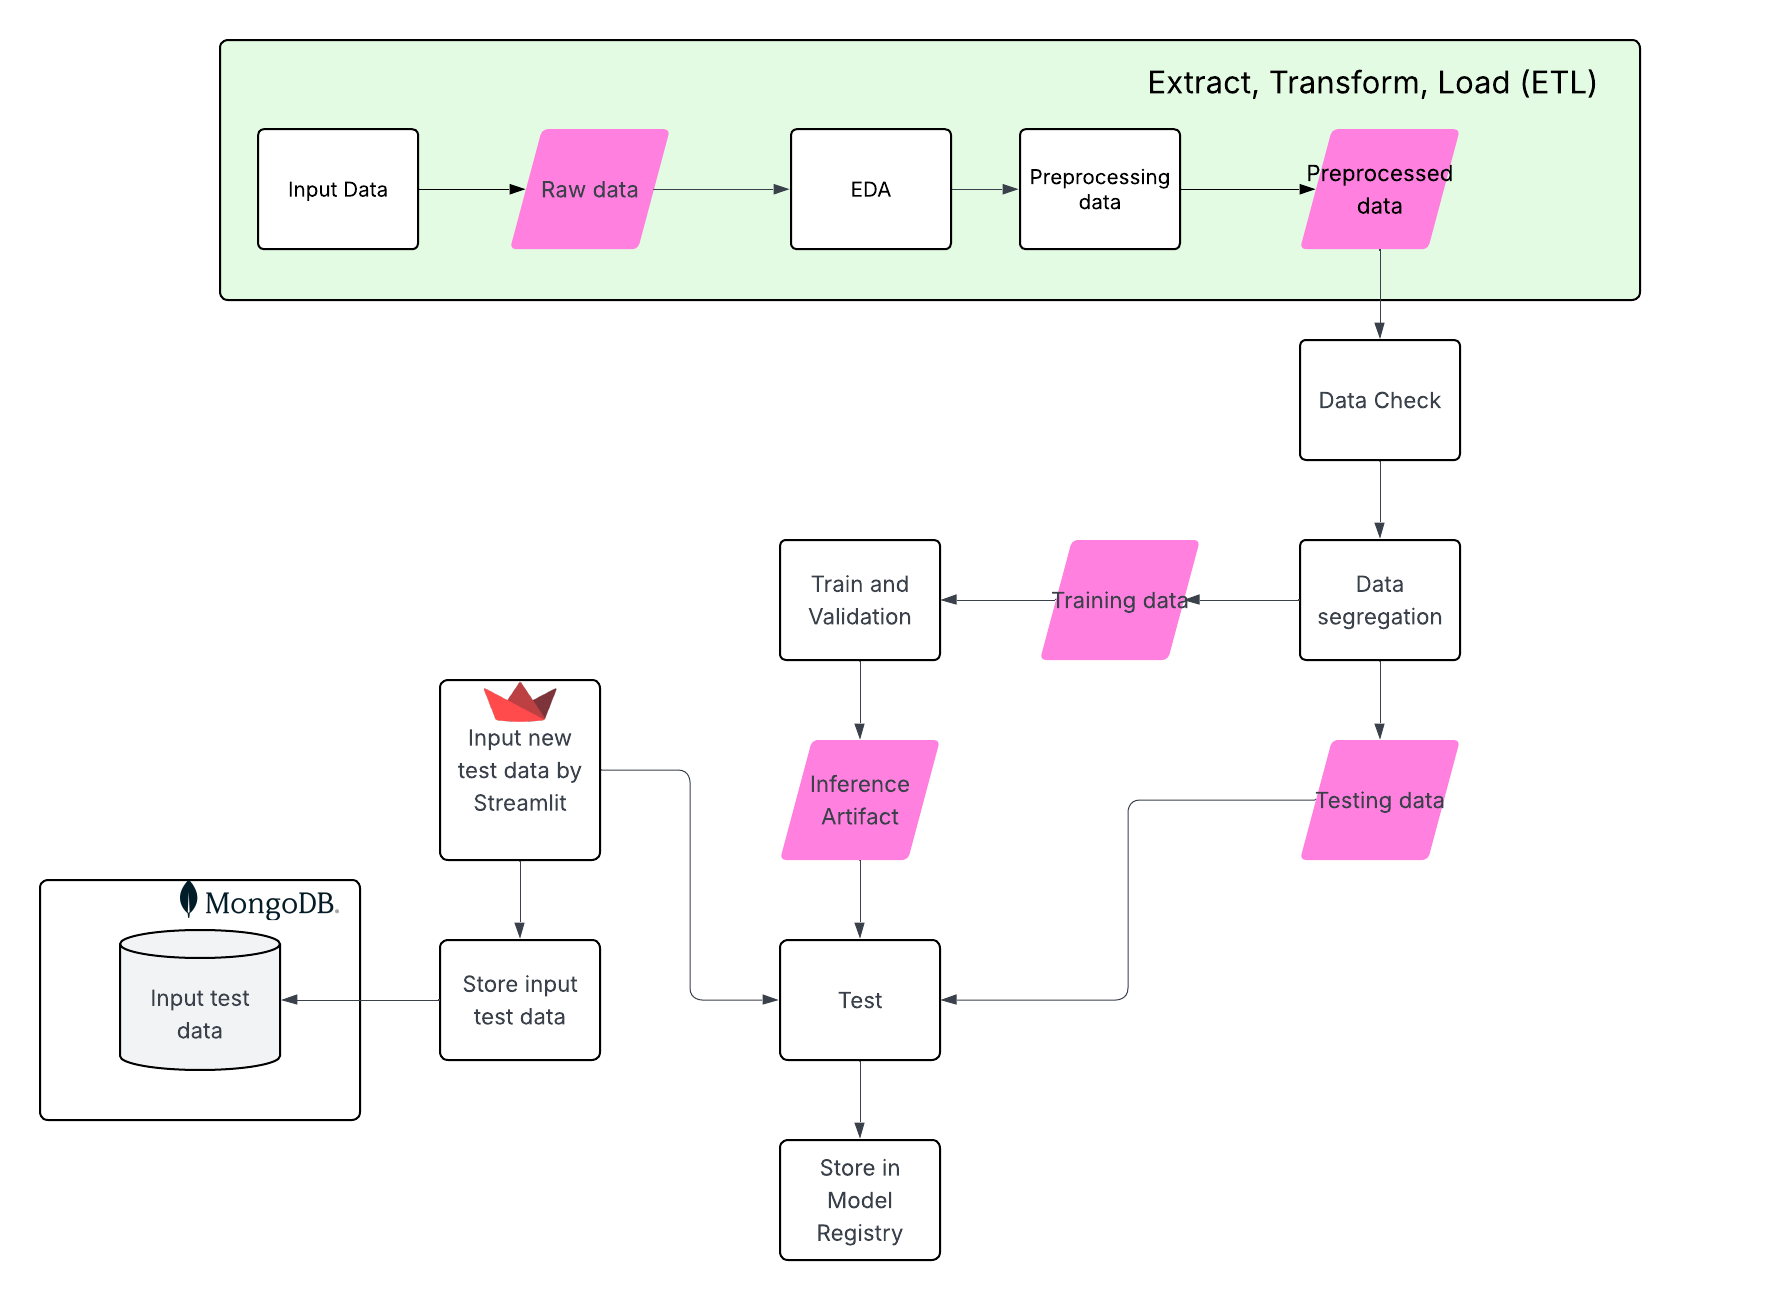 Extract, Transform, Load (ETL)
Input Data
Raw data
EDA
Preprocessing
data
Preprocessed
data
Data Check
Data
segregation
Training data
Train and
Validation
Input new
test data by
Streamlit
Inference
Artifact
Testing data
MongoDB.
Input test
data
Store input
test data
Test
Store in
Model
Registry